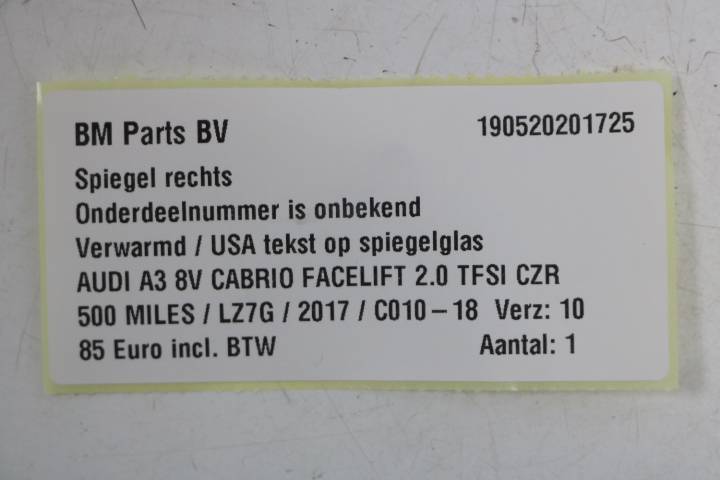 BM Parts BV 190520201725
Spiegel rechts
Onderdeelnummer is onbekend
Verwarmd / USA tekst op spiegelglas
AUDI A3 8V CABRIO FACELIFT 2.0 TFSI CZR
500 MILES / LZ7G / 2017 / C010 – 18 Verz: 10
85 Euro incl. BTW Aantal: 1